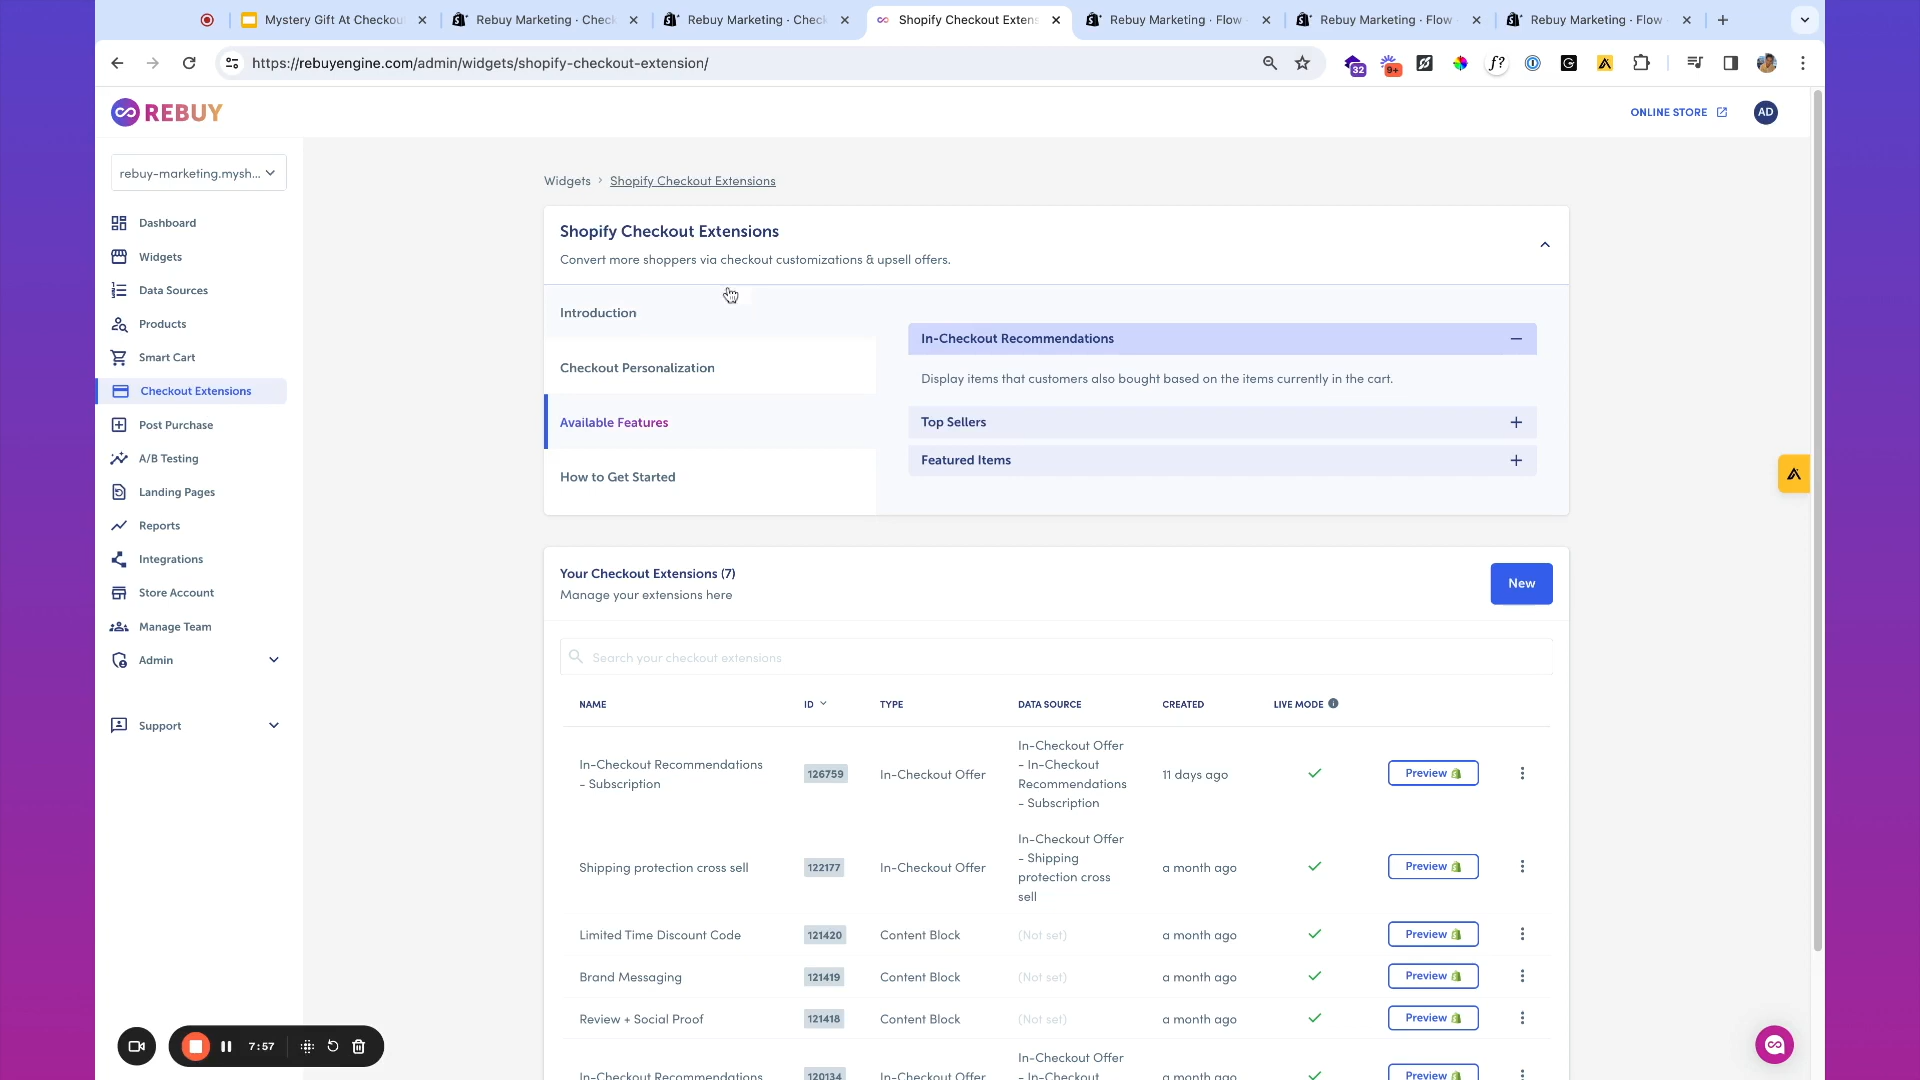 Mystery Gift At Checkou
Rebuy Marketing · Check
Rebuy Marketing · Check
Shopify Checkout Extens
Rebuy Marketing · Flow
Rebuy Marketing · Flow
Rebuy Marketing · Flow
https://rebuyengine.com/admin/widgets/shopify-checkout-extension/
32
9+
f?
REBUY
ONLINE STORE
AD
rebuy-marketing.mysh...
Dashboard
Widgets
Data Sources
Products
Smart Cart
Checkout Extensions
Post Purchase
A/B Testing
Landing Pages
Reports
Integrations
Store Account
Manage Team
Admin
Support
Widgets > Shopify Checkout Extensions
Shopify Checkout Extensions
Convert more shoppers via checkout customizations & upsell offers.
Introduction
Checkout Personalization
Available Features
How to Get Started
In-Checkout Recommendations
Display items that customers also bought based on the items currently in the cart.
Top Sellers
Featured Items
Your Checkout Extensions (7)
Manage your extensions here
New
Search your checkout extensions
NAME ID TYPE DATA SOURCE CREATED LIVE MODE
In-Checkout Recommendations
- Subscription
126759
In-Checkout Offer
In-Checkout Offer
- In-Checkout
Recommendations
- Subscription
11 days ago
Preview
Shipping protection cross sell
122177
In-Checkout Offer
In-Checkout Offer
- Shipping
protection cross
sell
a month ago
Preview
Limited Time Discount Code 121420 Content Block (Not set) a month ago Preview
Brand Messaging 121419 Content Block (Not set) a month ago Preview
Review + Social Proof 121418 Content Block (Not set) a month ago Preview
In-Checkout Recommendations
120134
In-Checkout Offer
In-Checkout Offer
- In-Checkout
a month ago
Preview
7:57